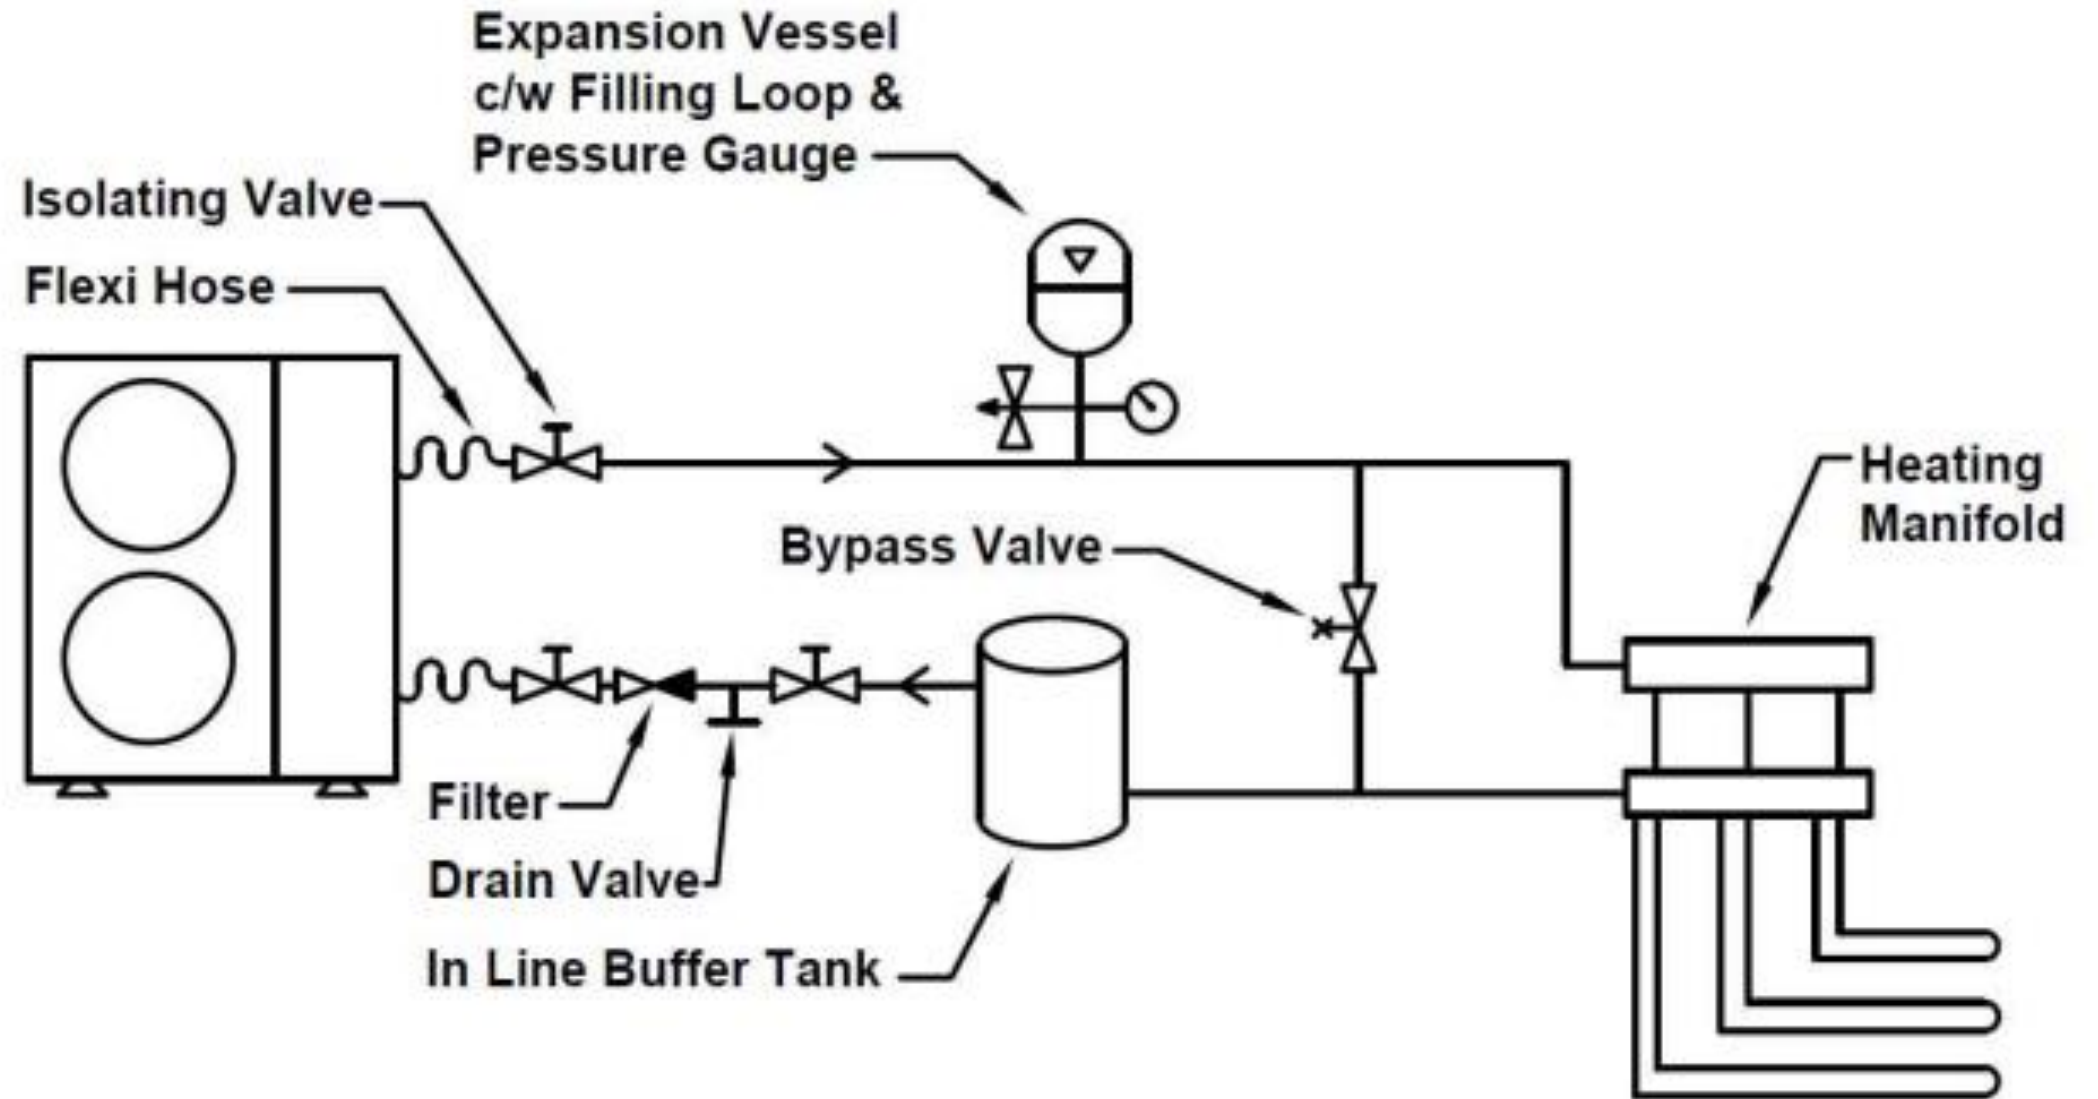 Expansion Vessel
c/w Filling Loop &
Pressure Gauge
Isolating Valve
Flexi Hose
Heating
Manifold
Bypass Valve
Filter
Drain Valve
In Line Buffer Tank